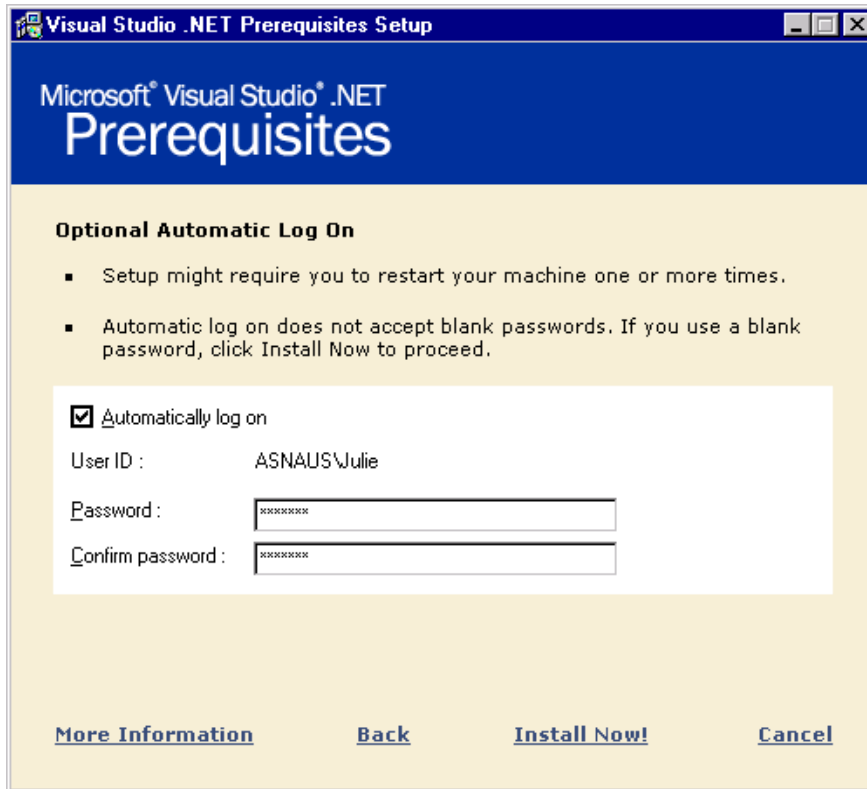 Visual Studio .NET Prerequisites Setup
Microsoft® Visual Studio® .NET
Prerequisites
Optional Automatic Log On
▪ Setup might require you to restart your machine one or more times.
▪ Automatic log on does not accept blank passwords. If you use a blank
password, click Install Now to proceed.
Automatically log on
User ID : ASNAUS\Julie
Password : *******
Confirm password : *******
More Information Back Install Now! Cancel